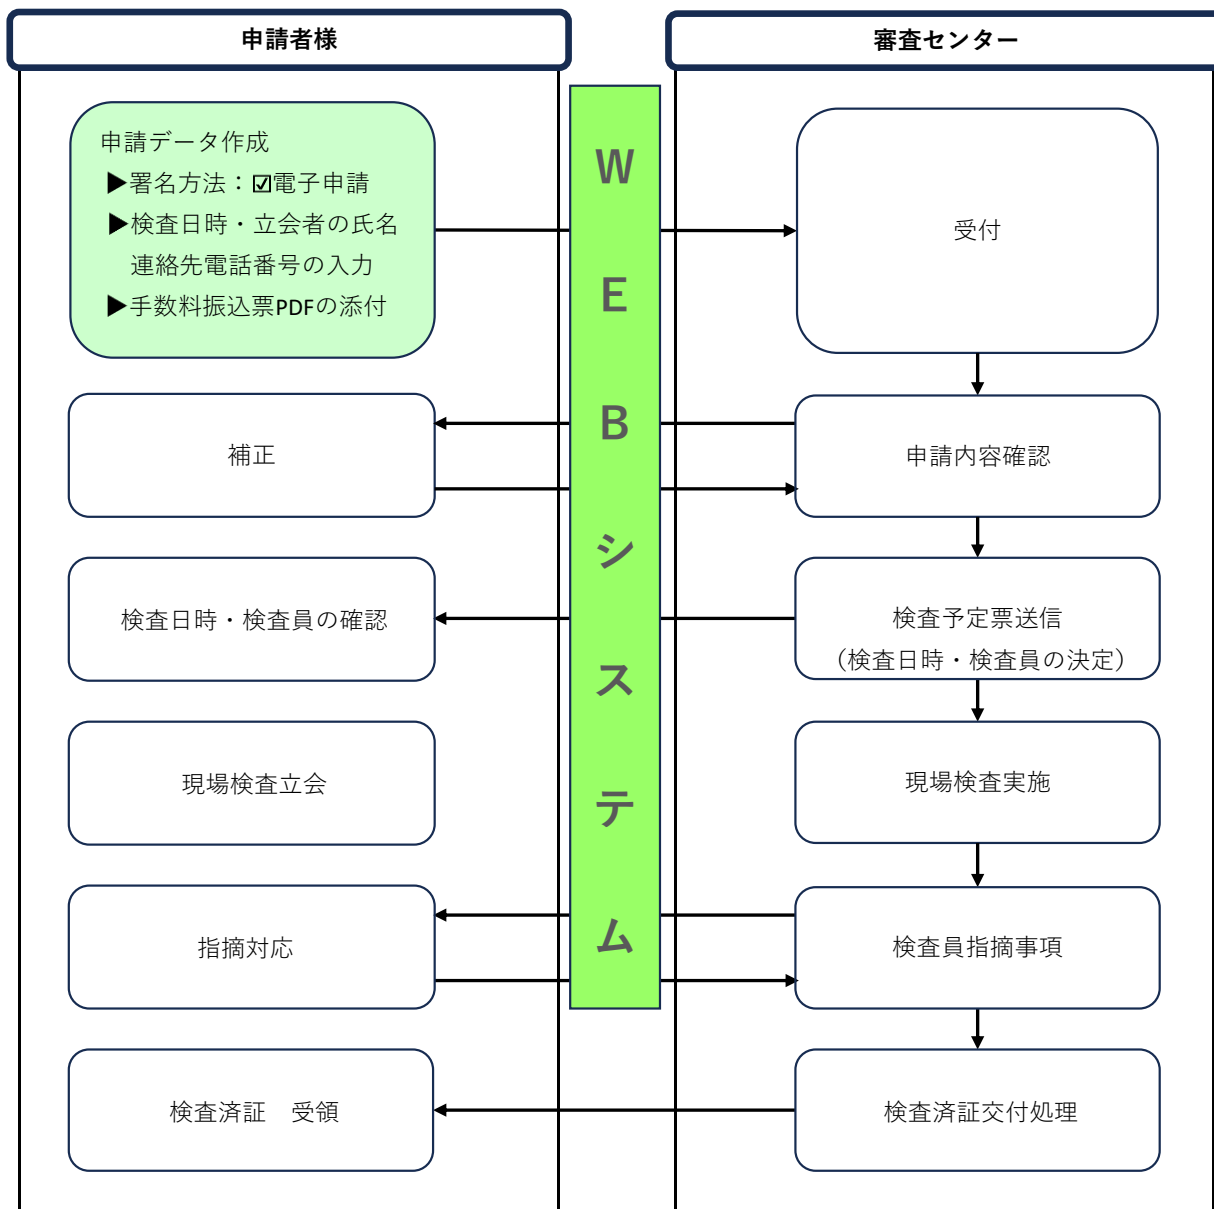 申請者様
審査センター
申請データ作成
▶署名方法：☑電子申請
▶検査日時・立会者の氏名
連絡先電話番号の入力
▶手数料振込票PDFの添付
WEBシステム
受付
補正
申請内容確認
検査日時・検査員の確認
検査予定票送信
（検査日時・検査員の決定）
現場検査立会
現場検査実施
指摘対応
検査員指摘事項
検査済証　受領
検査済証交付処理